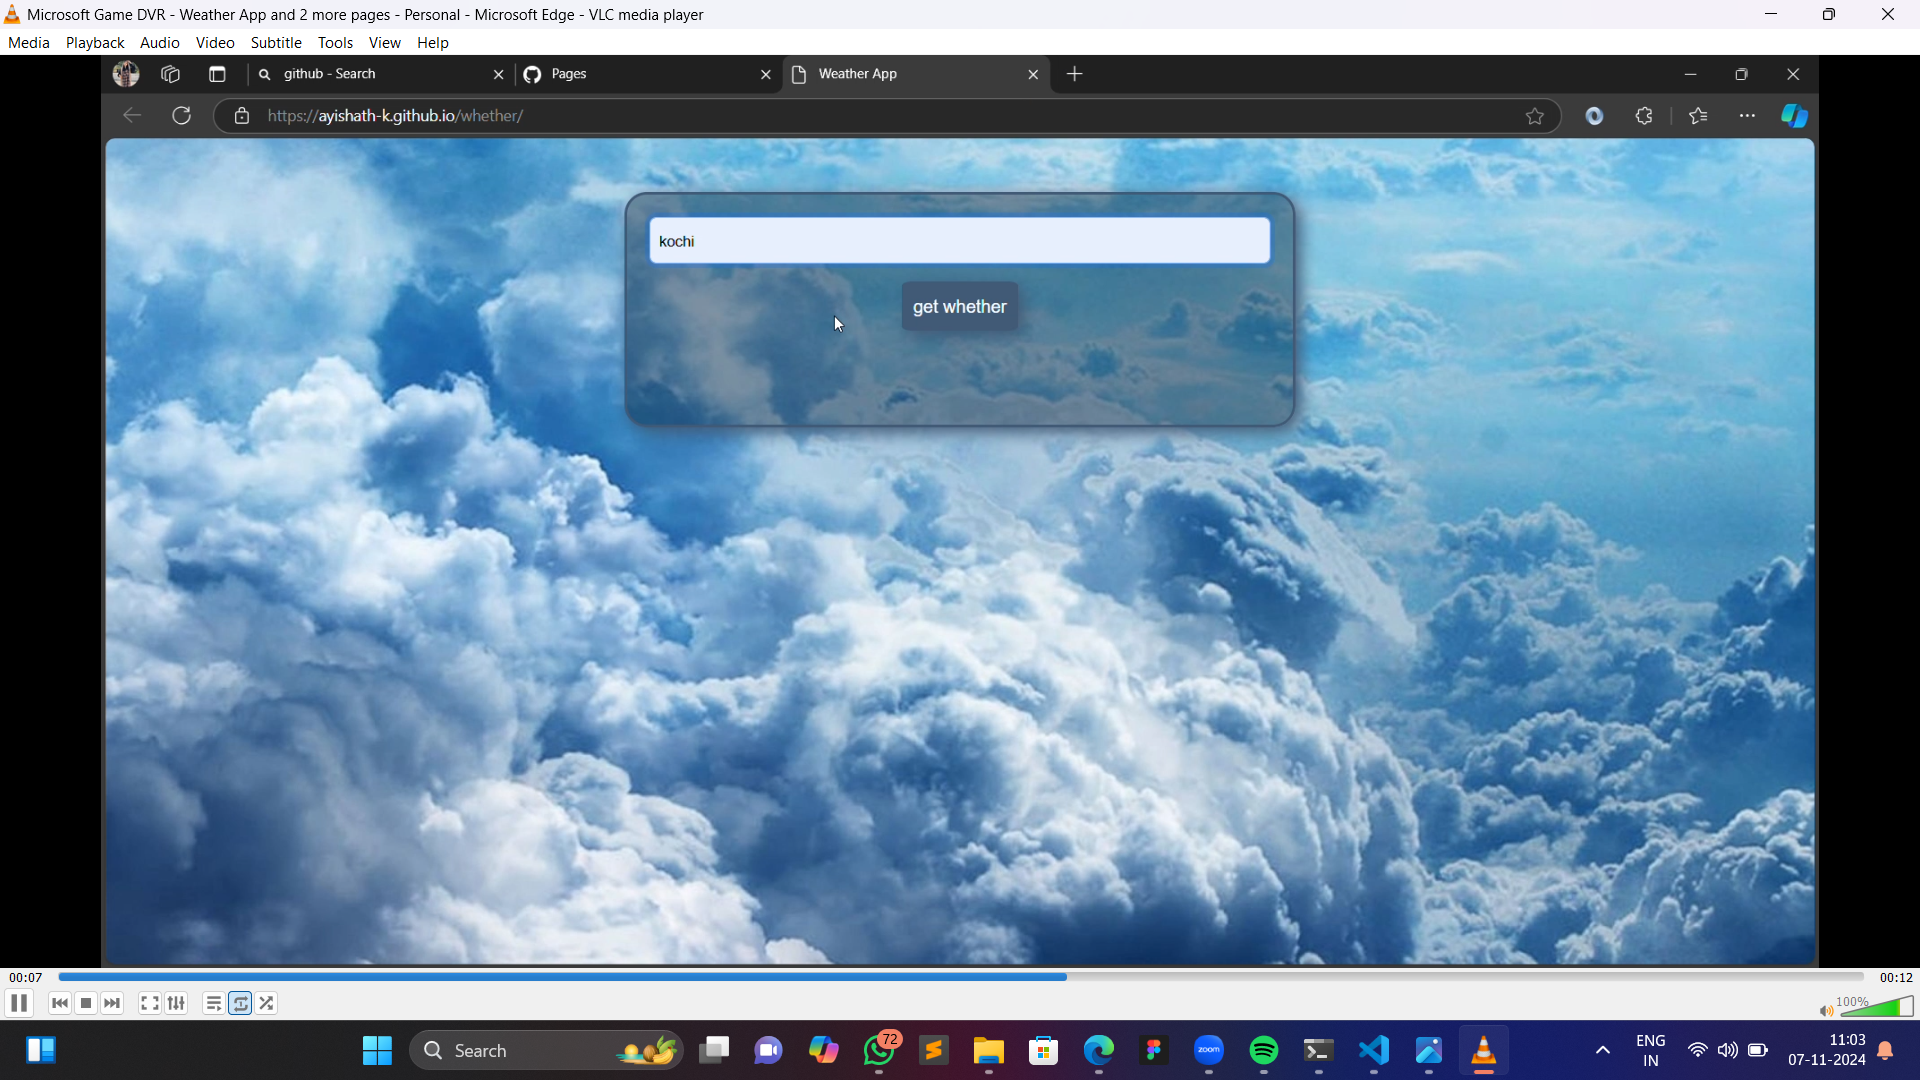 Microsoft Game DVR - Weather App and 2 more pages - Personal - Microsoft Edge - VLC media player
Media Playback Audio Video Subtitle Tools View Help
github - Search
Pages
Weather App
https://ayishath-k.github.io/whether/
kochi
get whether
00:07
00:12
100%
Search
72
zoom
ENG
IN
11:03
07-11-2024